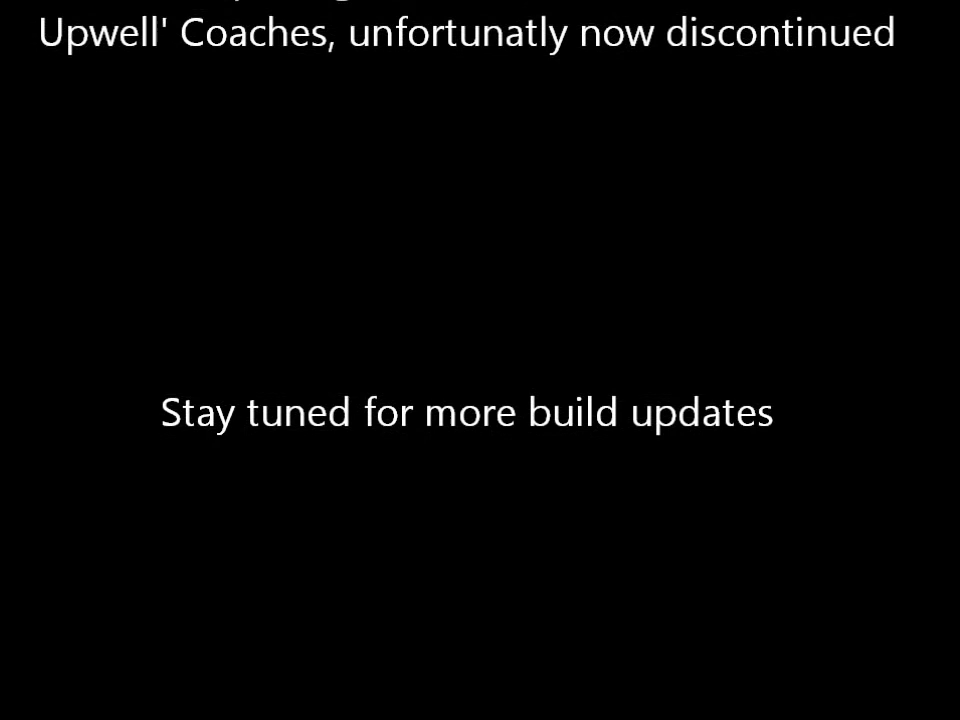 Upwell' Coaches, unfortunatly now discontinued
Stay tuned for more build updates